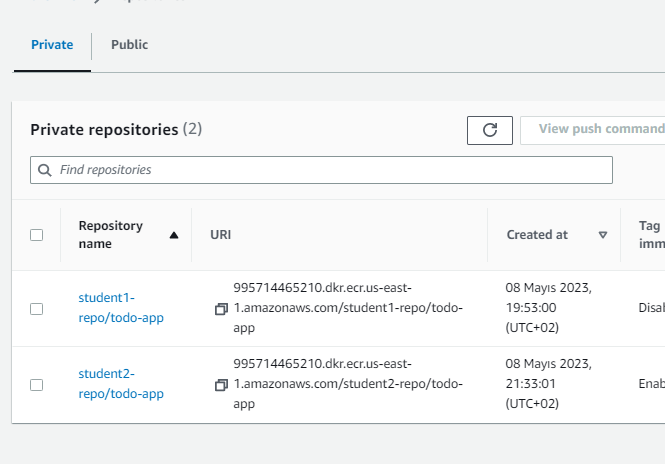 Private
Public
Private repositories (2)
View push command
Find repositories
Repository
name
URI
Created at
Tag
imm
student1-
repo/todo-app
995714465210.dkr.ecr.us-east-
1.amazonaws.com/student1-repo/todo-
app
08 Mayıs 2023,
19:53:00
(UTC+02)
Disab
student2-
repo/todo-app
995714465210.dkr.ecr.us-east-
1.amazonaws.com/student2-repo/todo-
app
08 Mayıs 2023,
21:33:01
(UTC+02)
Enab